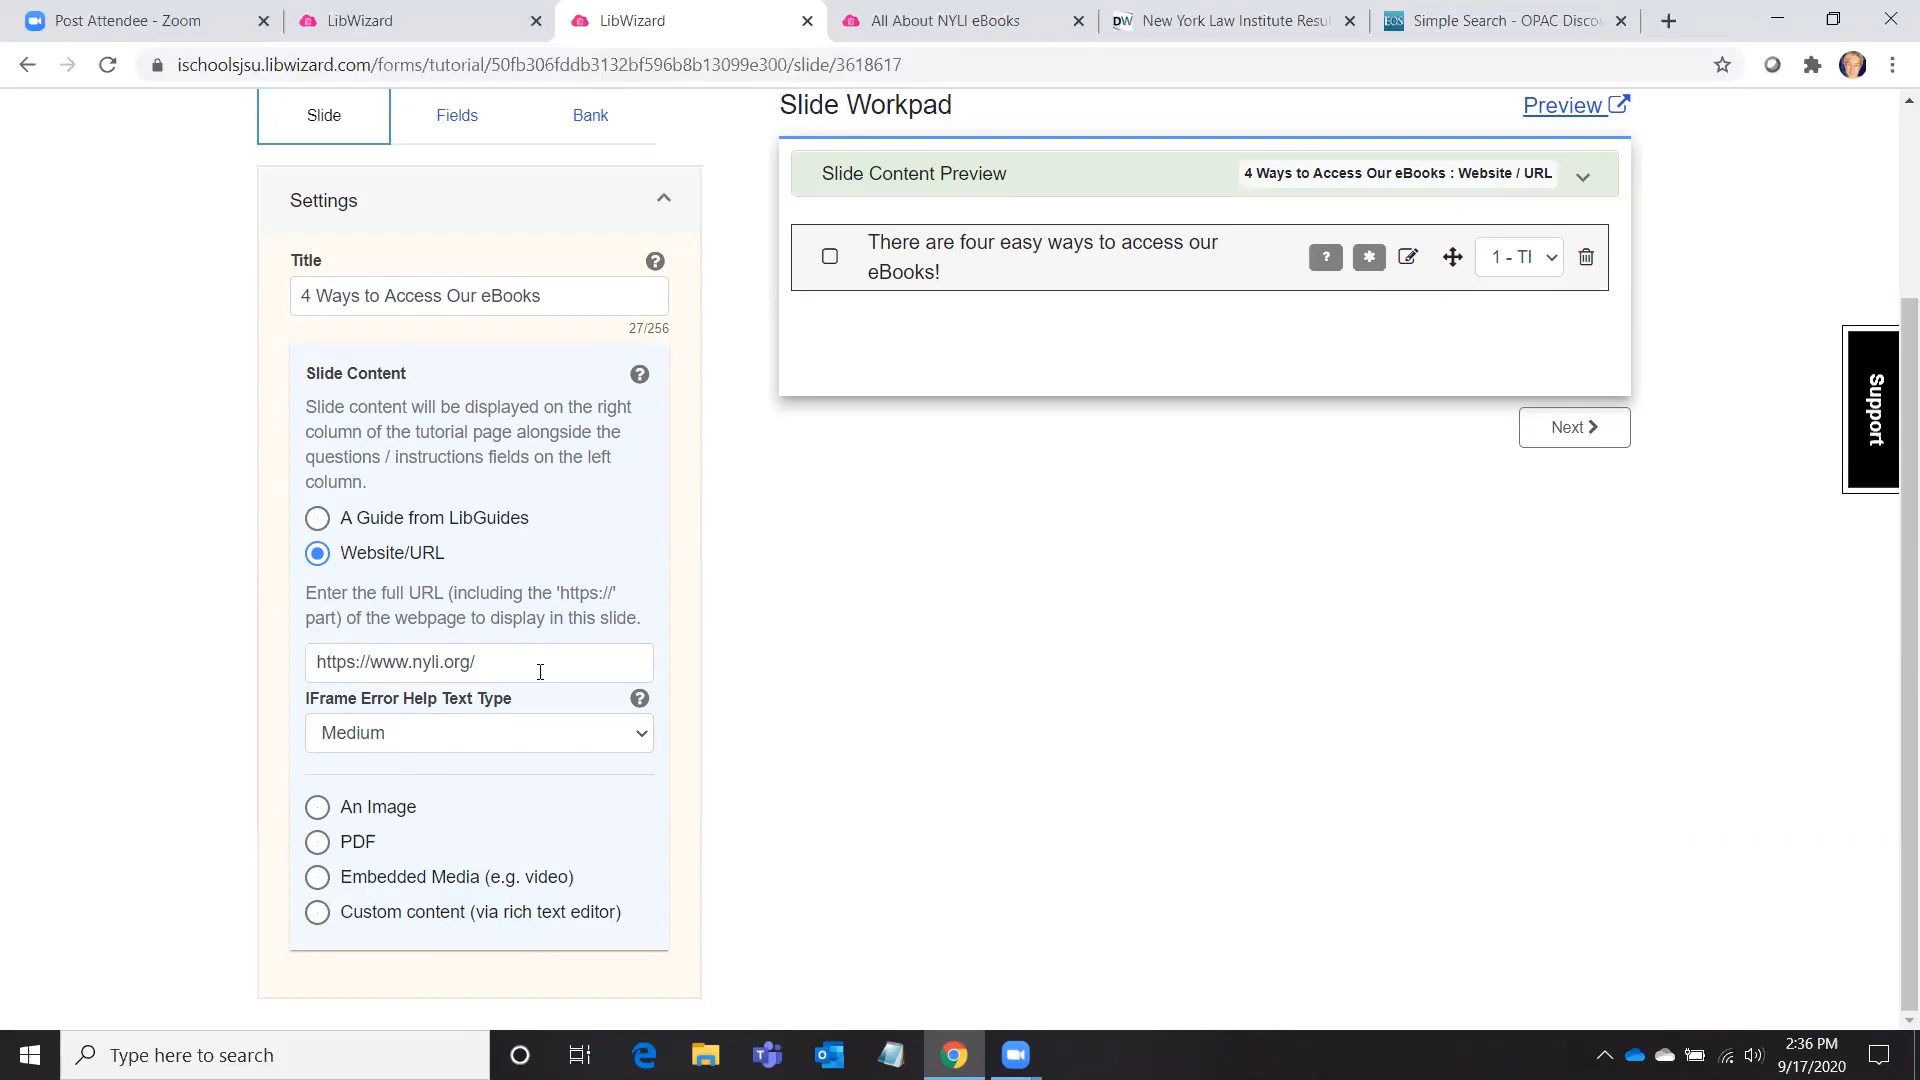 Post Attendee - Zoom
LibWizard
LibWizard
All About NYLI eBooks
New York Law Institute Resul
Simple Search - OPAC Disco
ischoolsjsu.libwizard.com/forms/tutorial/50fb306fddb3132bf596b8b13099e300/slide/3618617
Slide
Fields
Bank
Slide Workpad
Preview
Settings
Slide Content Preview
4 Ways to Access Our eBooks : Website / URL
Title
4 Ways to Access Our eBooks
27/256
There are four easy ways to access our
eBooks!
1 - TI
Next
Support
Slide Content
Slide content will be displayed on the right
column of the tutorial page alongside the
questions / instructions fields on the left
column.
A Guide from LibGuides
Website/URL
Enter the full URL (including the 'https://'
part) of the webpage to display in this slide.
https://www.nyli.org/
IFrame Error Help Text Type
Medium
An Image
PDF
Embedded Media (e.g. video)
Custom content (via rich text editor)
Type here to search
2:36 PM
9/17/2020